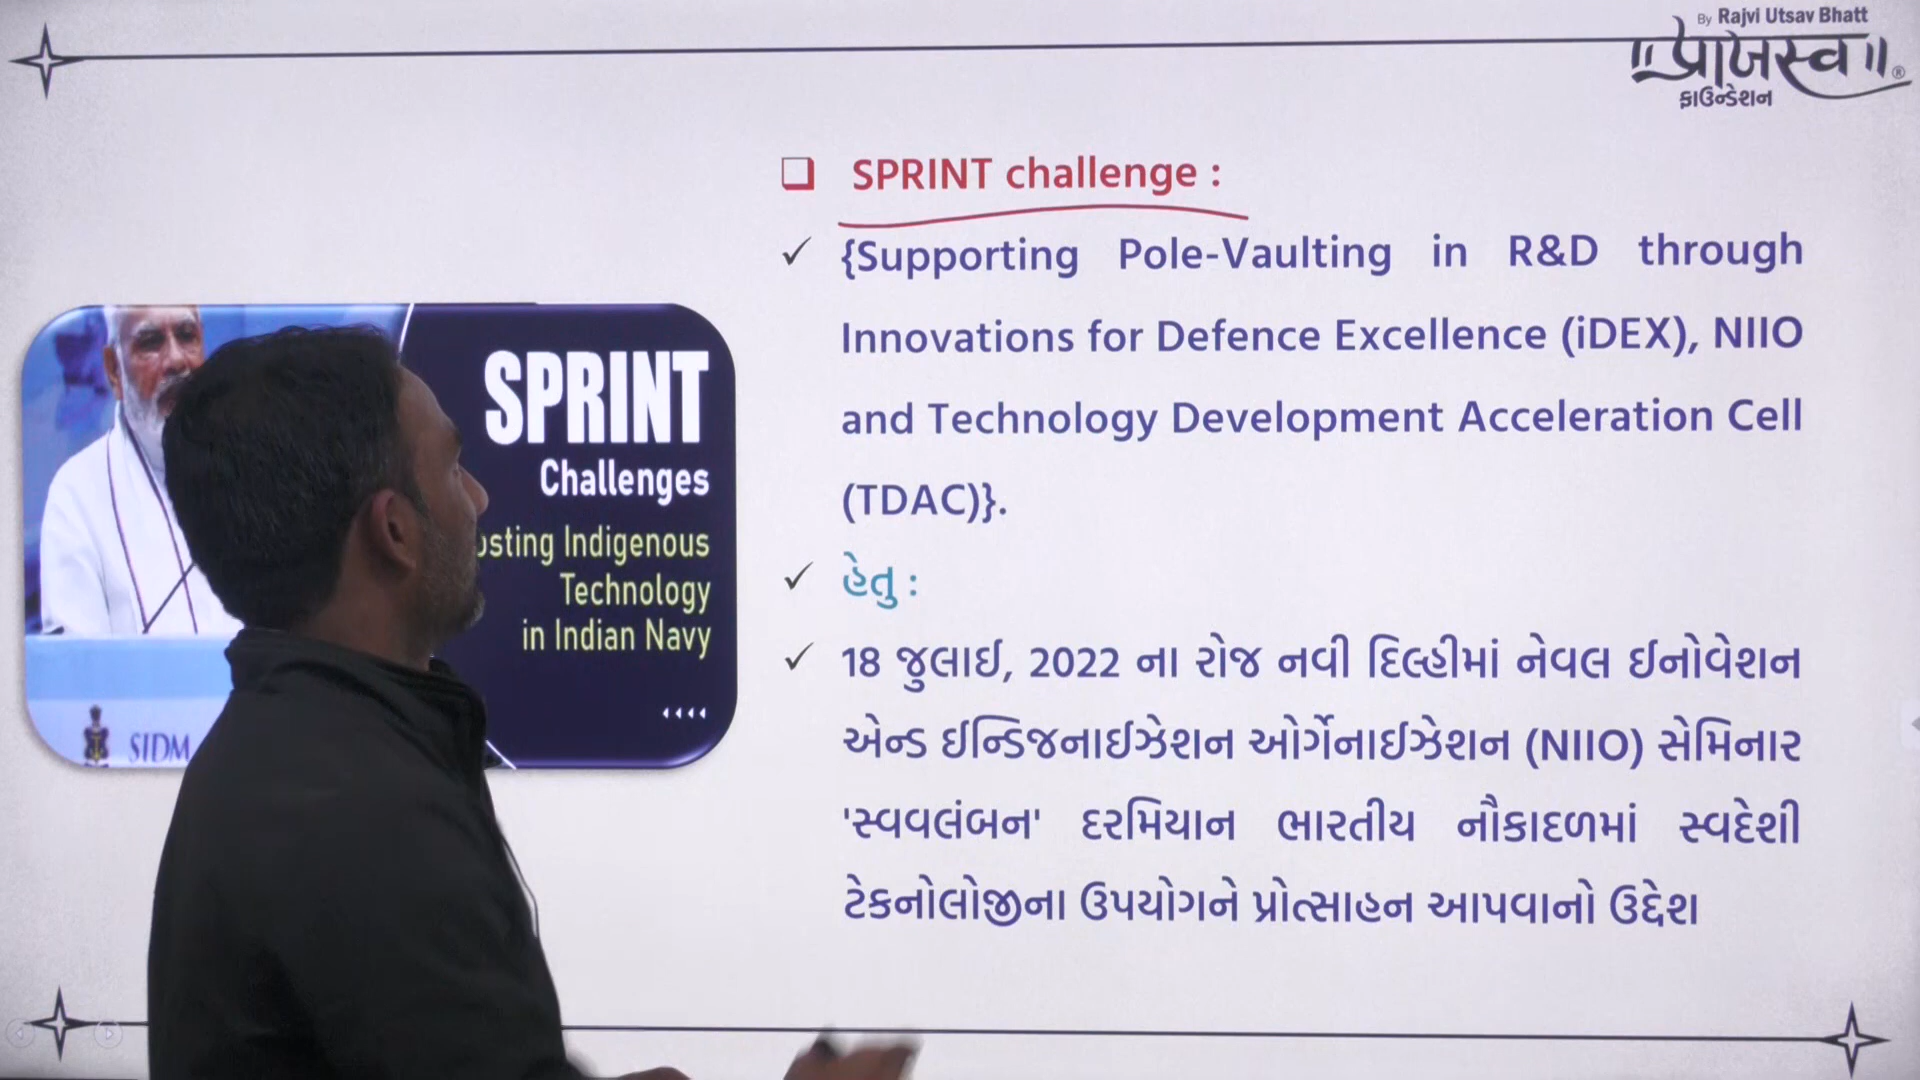 By Rajvi Utsav Bhatt
॥પ્રાજસ્વ॥®
ફાઉન્ડેશન
SPRINT challenge :
{Supporting Pole-Vaulting in R&D through
Innovations for Defence Excellence (iDEX), NIIO
and Technology Development Acceleration Cell
(TDAC)}.
હેતુ :
18 જુલાઈ, 2022 ના રોજ નવી દિલ્હીમાં નેવલ ઈનોવેશન
એન્ડ ઈન્ડિજનાઈઝેશન ઓર્ગેનાઈઝેશન (NIIO) સેમિનાર
'સ્વવલંબન' દરમિયાન ભારતીય નૌકાદળમાં સ્વદેશી
ટેકનોલોજીના ઉપયોગને પ્રોત્સાહન આપવાનો ઉદ્દેશ
SPRINT
Challenges
Indigenous
Technology
in Indian Navy
SIDM